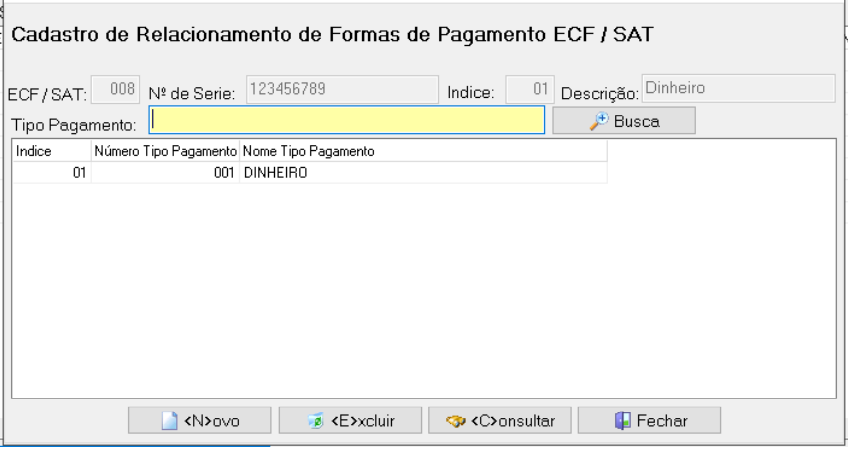 Cadastro de Relacionamento de Formas de Pagamento ECF / SAT
ECF / SAT: 008 Nº de Serie: 123456789 Indice: 01 Descrição: Dinheiro
Tipo Pagamento: Busca
Indice Número Tipo Pagamento Nome Tipo Pagamento
01 001 DINHEIRO
<N>ovo <E>xcluir <C>onsultar Fechar